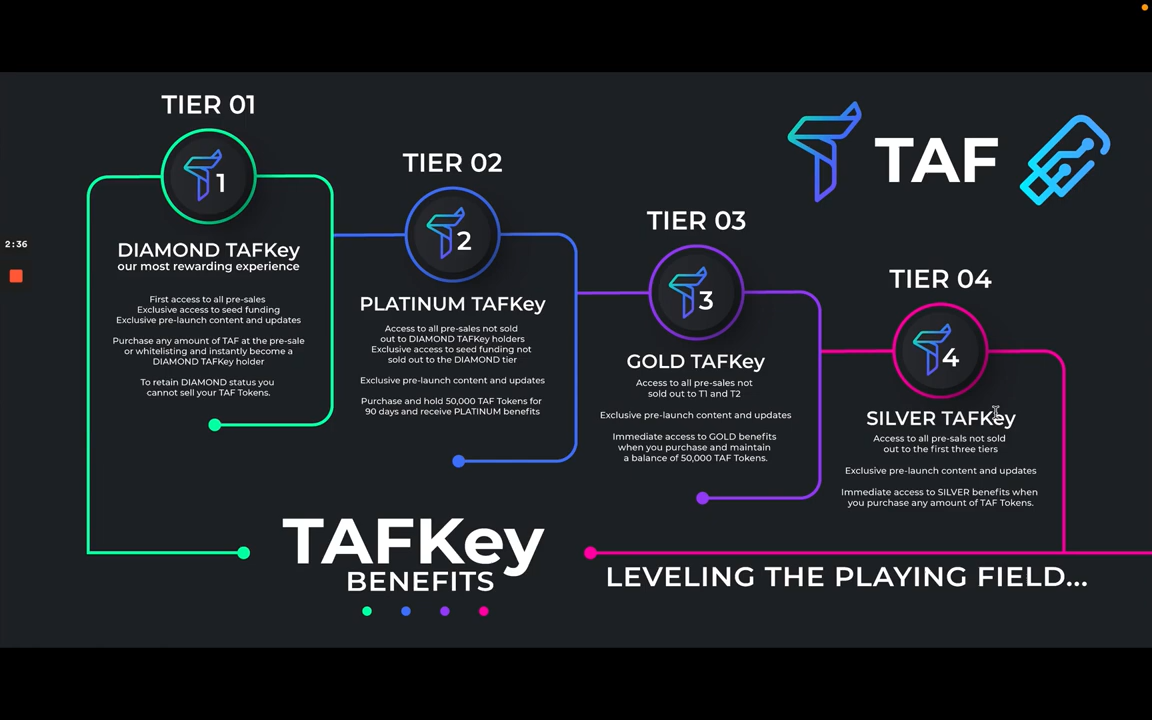 TIER 01
1
DIAMOND TAFKey
our most rewarding experience
First access to all pre-sales
Exclusive access to seed funding
Exclusive pre-launch content and updates
Purchase any amount of TAF at the pre-sale
or whitelisting and instantly become a
DIAMOND TAFKey holder
To retain DIAMOND status you
cannot sell your TAF Tokens.
TIER 02
2
PLATINUM TAFKey
Access to all pre-sales not sold
out to DIAMOND TAFKey holders
Exclusive access to seed funding not
sold out to the DIAMOND tier
Exclusive pre-launch content and updates
Purchase and hold 50,000 TAF Tokens for
90 days and receive PLATINUM benefits
TIER 03
3
GOLD TAFKey
Access to all pre-sales not
sold out to T1 and T2
Exclusive pre-launch content and updates
Immediate access to GOLD benefits
when you purchase and maintain
a balance of 50,000 TAF Tokens.
TIER 04
4
SILVER TAFKey
Access to all pre-sals not sold
out to the first three tiers
Exclusive pre-launch content and updates
Immediate access to SILVER benefits when
you purchase any amount of TAF Tokens.
TAF
2:36
TAFKey
BENEFITS
LEVELING THE PLAYING FIELD...